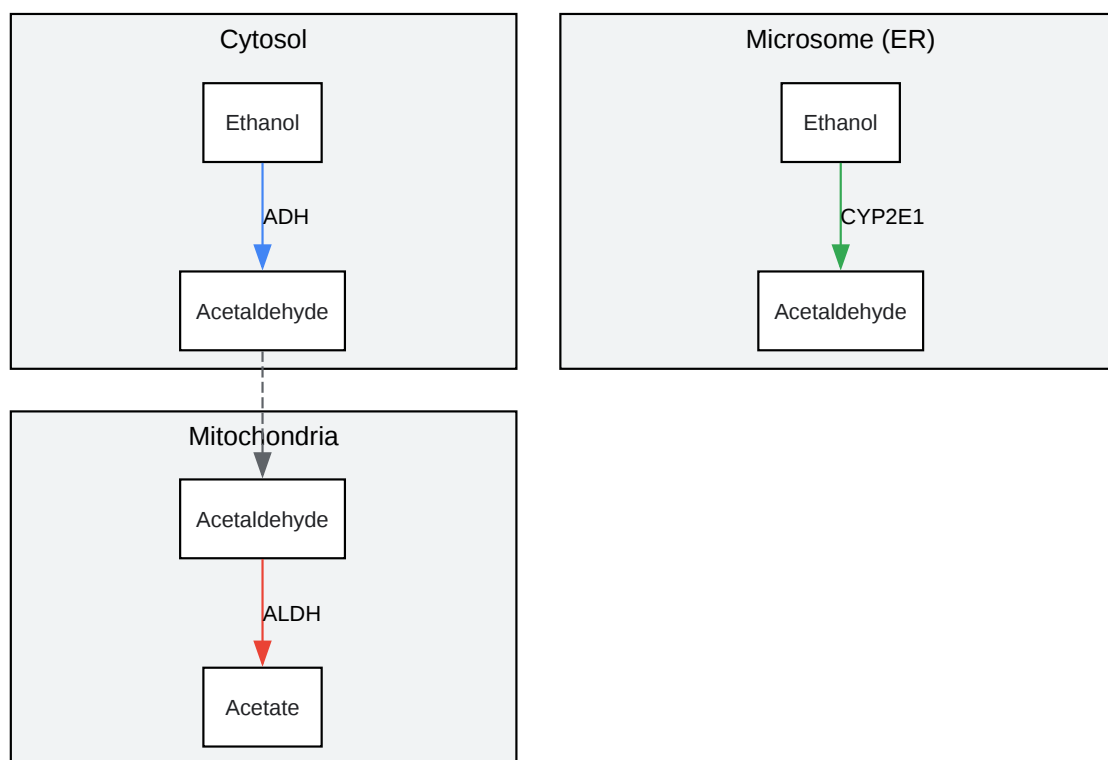 Cytosol
Ethanol
ADH
Acetaldehyde
Microsome (ER)
Ethanol
CYP2E1
Acetaldehyde
Mitochondria
Acetaldehyde
ALDH
Acetate